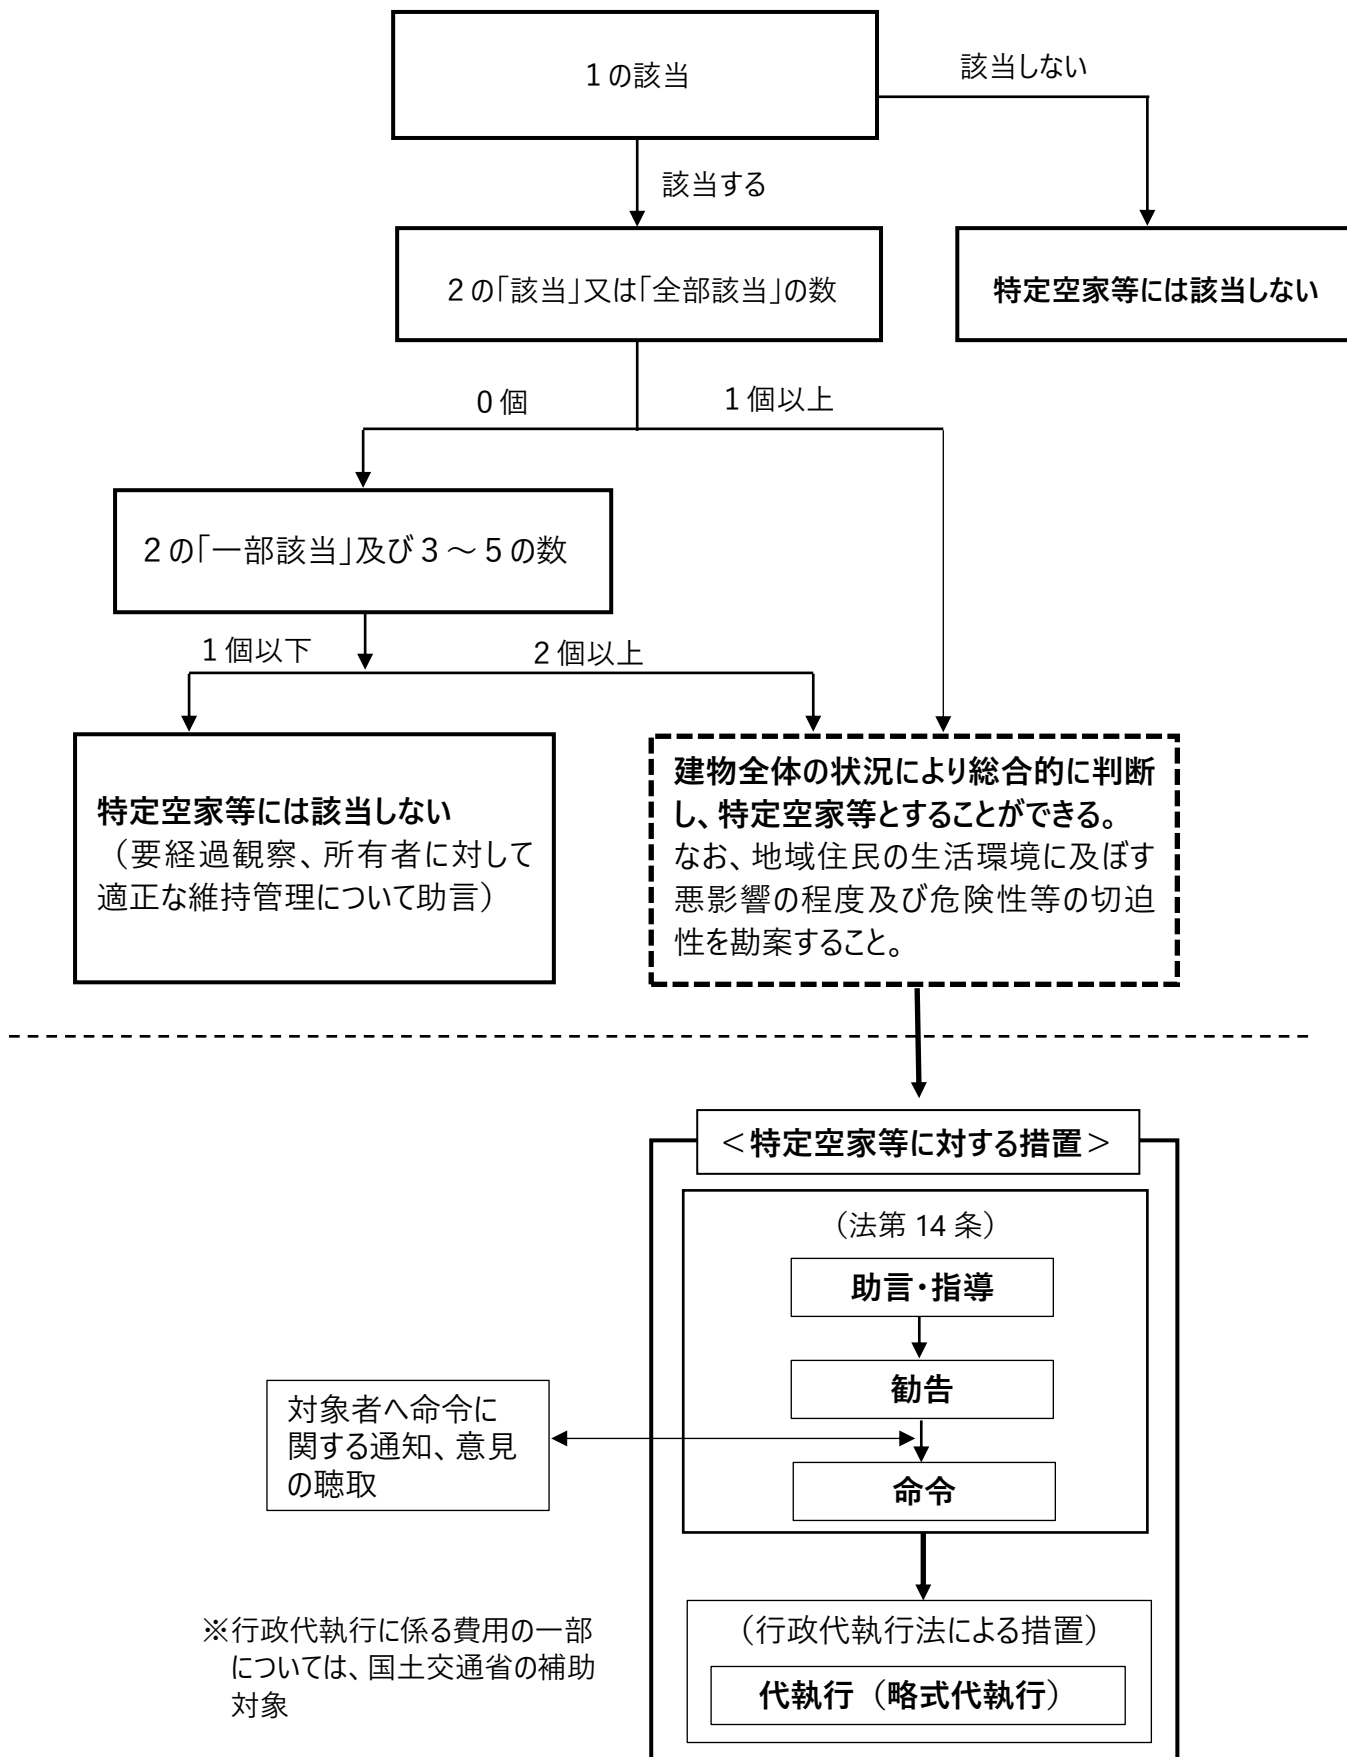 1の該当
該当しない
該当する
2の「該当」又は「全部該当」の数
特定空家等には該当しない
0個
1個以上
2の「一部該当」及び3～5の数
1個以下
2個以上
特定空家等には該当しない
（要経過観察、所有者に対して
適正な維持管理について助言）
建物全体の状況により総合的に判断
し、特定空家等とすることができる。
なお、地域住民の生活環境に及ぼす
悪影響の程度及び危険性等の切迫
性を勘案すること。
＜特定空家等に対する措置＞
（法第14条）
助言・指導
勧告
対象者へ命令に
関する通知、意見
の聴取
命令
※行政代執行に係る費用の一部
については、国土交通省の補助
対象
（行政代執行法による措置）
代執行（略式代執行）